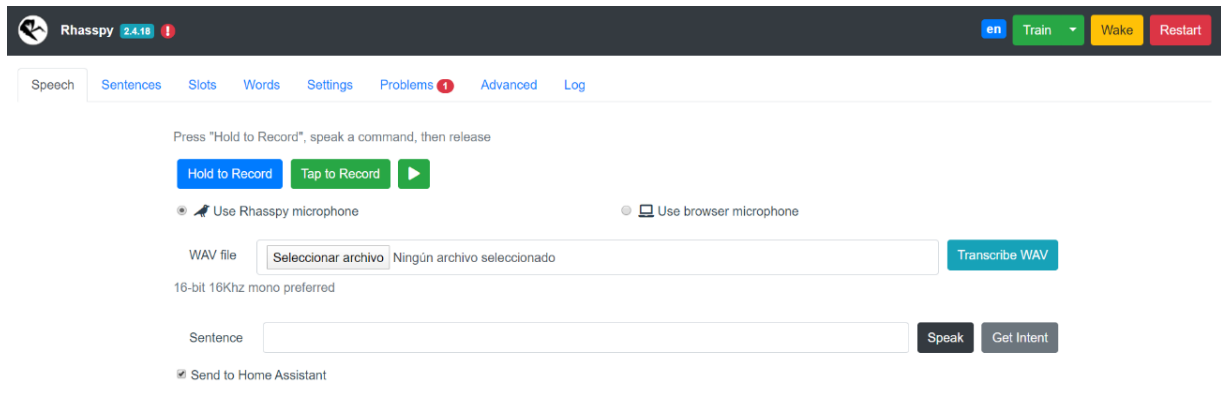 Rhasspy 2.4.18 en Train Wake Restart
Speech Sentences Slots Words Settings Problems 1 Advanced Log
Press "Hold to Record", speak a command, then release
Hold to Record Tap to Record
Use Rhasspy microphone Use browser microphone
WAV file Seleccionar archivo Ningún archivo seleccionado Transcribe WAV
16-bit 16Khz mono preferred
Sentence Speak Get Intent
Send to Home Assistant